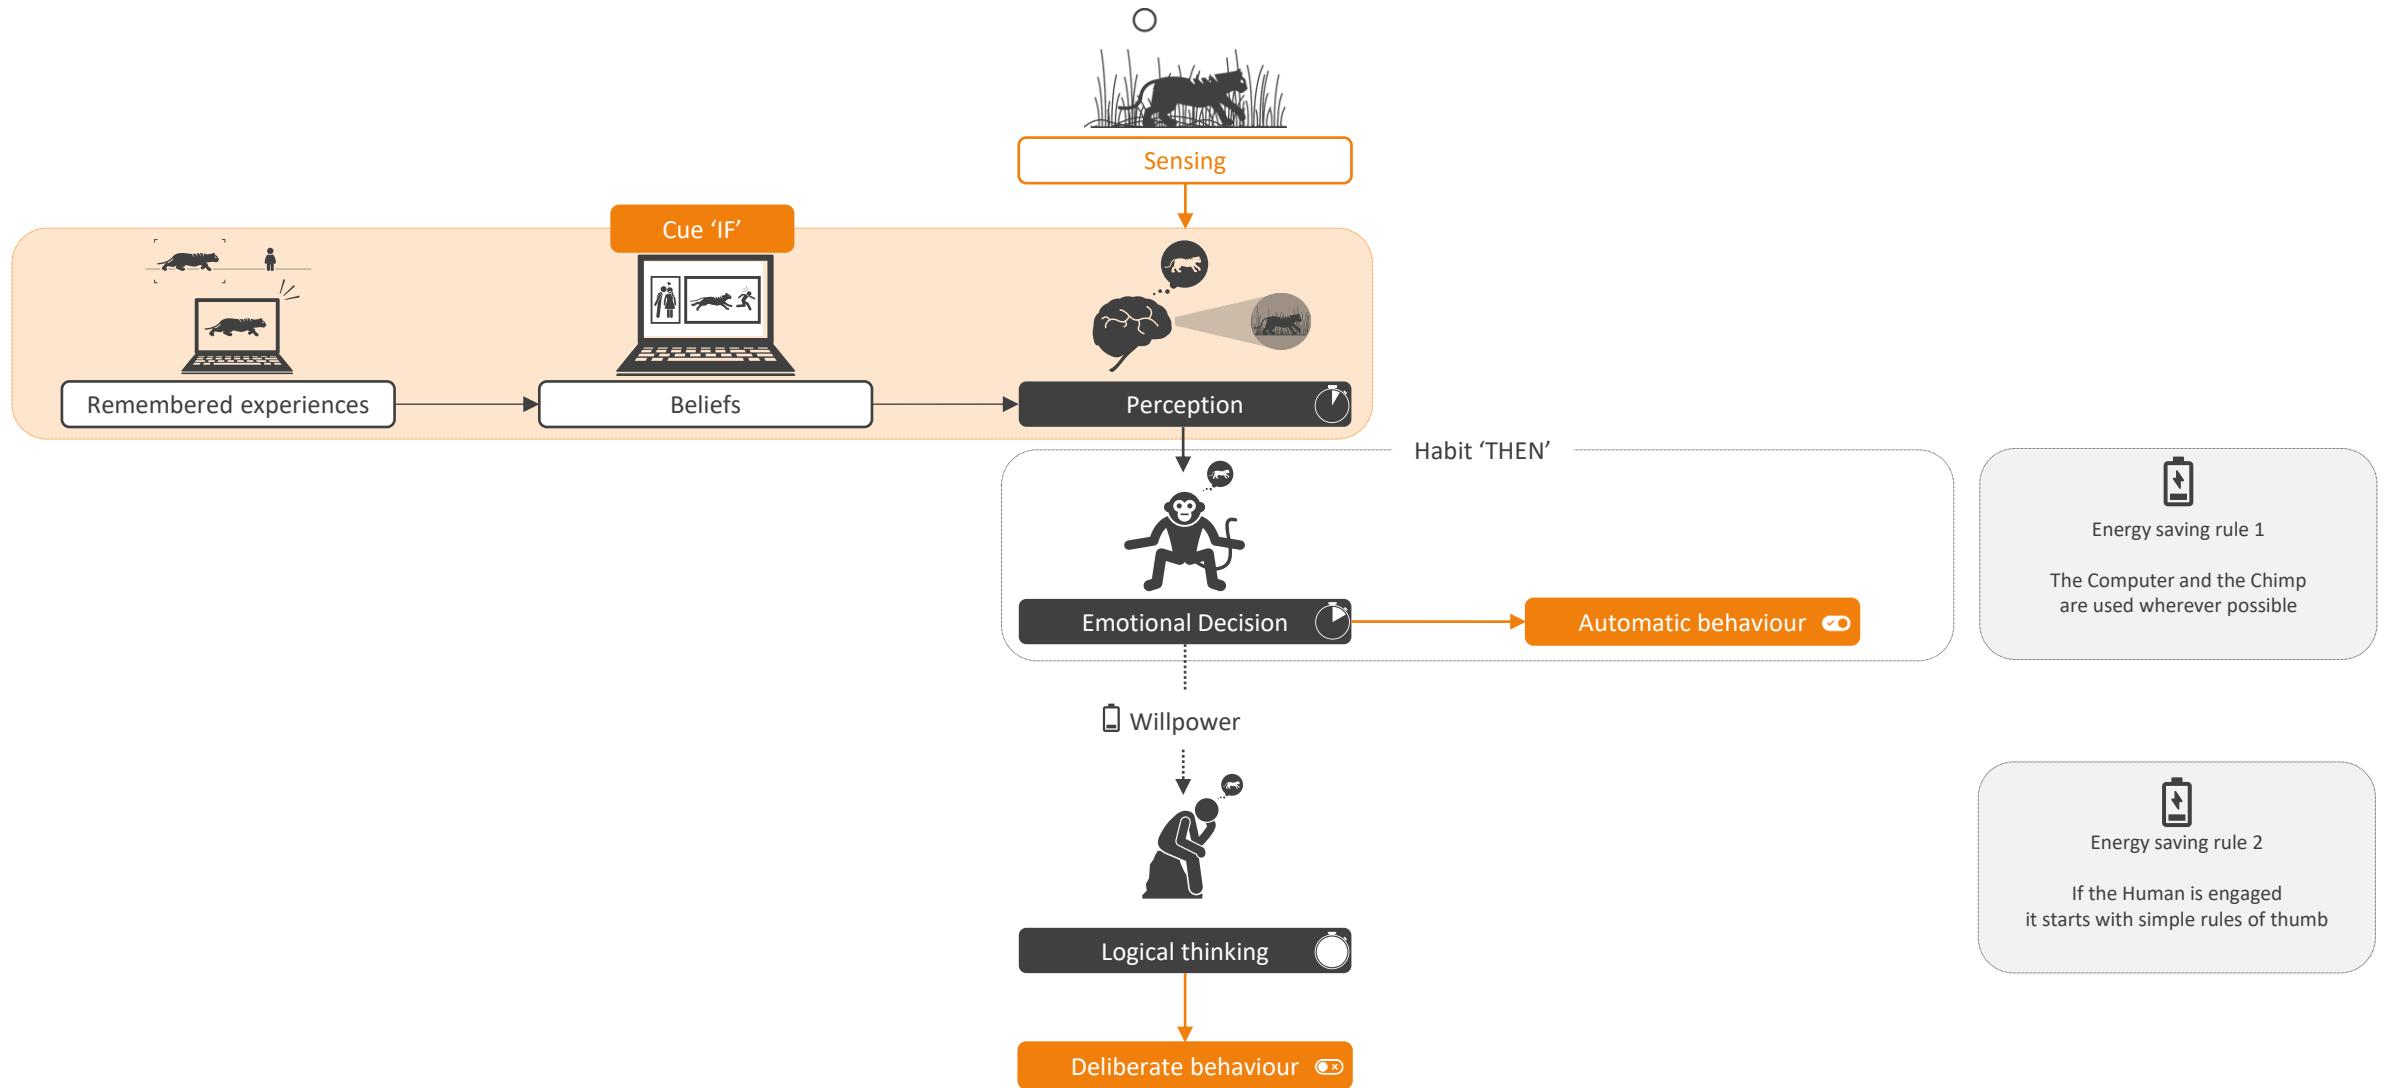 Sensing
Cue ‘IF’
Remembered experiences
Beliefs
Perception
Habit ‘THEN’
Emotional Decision
Automatic behaviour
Energy saving rule 1
The Computer and the Chimp
are used wherever possible
Willpower
Logical thinking
Energy saving rule 2
If the Human is engaged
it starts with simple rules of thumb
Deliberate behaviour